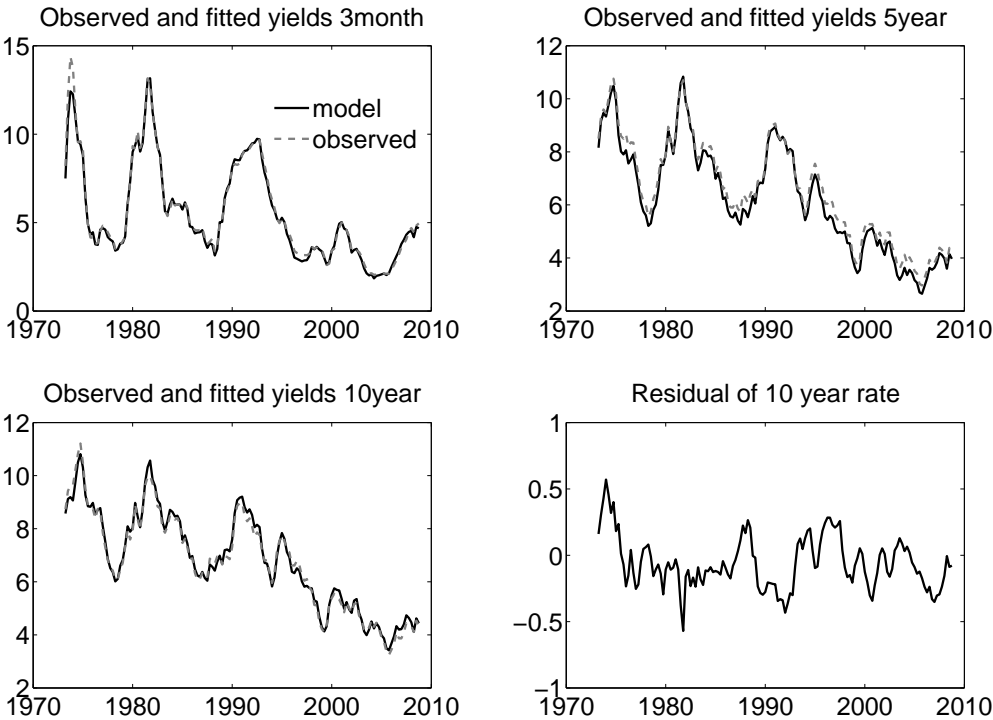 Observed and fitted yields 3month
15
10
5
0
1970 1980 1990 2000 2010
model
observed
Observed and fitted yields 5year
12
10
8
6
4
2
1970 1980 1990 2000 2010
Observed and fitted yields 10year
12
10
8
6
4
2
1970 1980 1990 2000 2010
Residual of 10 year rate
1
0.5
0
−0.5
−1
1970 1980 1990 2000 2010